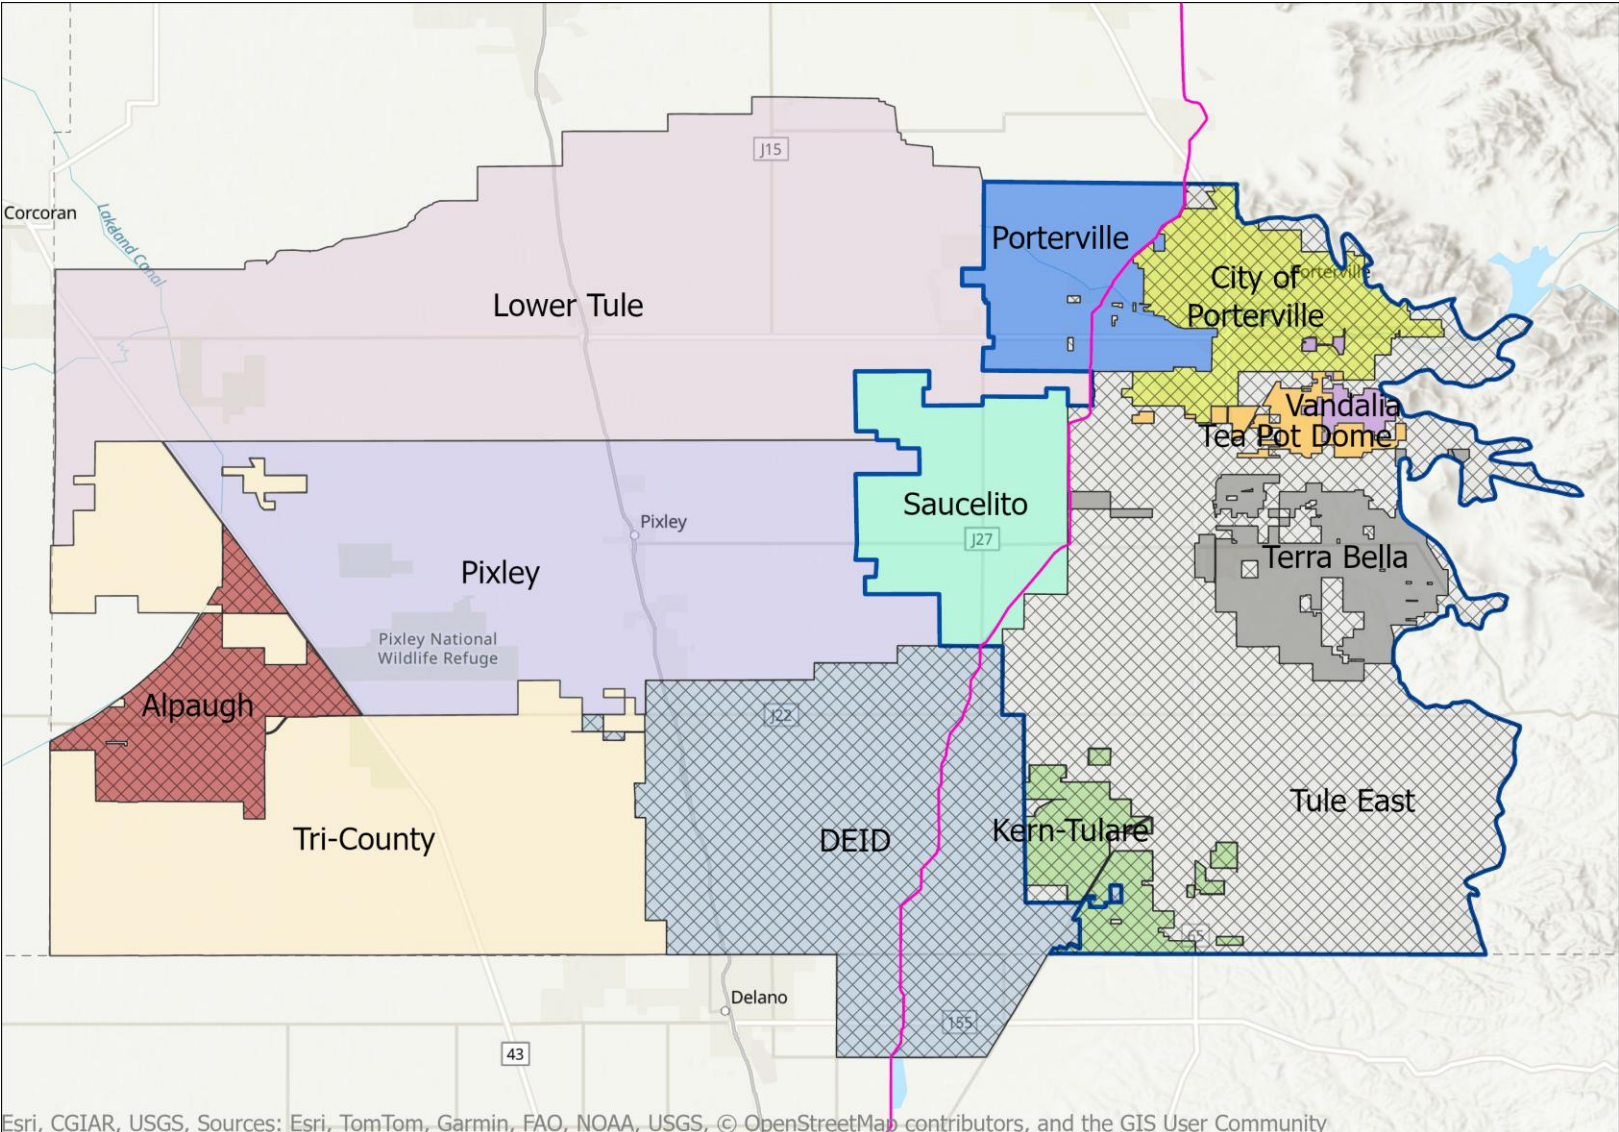 J15
Corcoran
Lakeland Canal
Porterville
City of
Porterville
Porterville
Lower Tule
Vandalia
Tea Pot Dome
Saucelito
Pixley
J27
Terra Bella
Pixley
Pixley National
Wildlife Refuge
Alpaugh
J22
Tule East
Kern-Tulare
Tri-County
DEID
65
Delano
155
43
Esri, CGIAR, USGS, Sources: Esri, TomTom, Garmin, FAO, NOAA, USGS, © OpenStreetMap contributors, and the GIS User Community